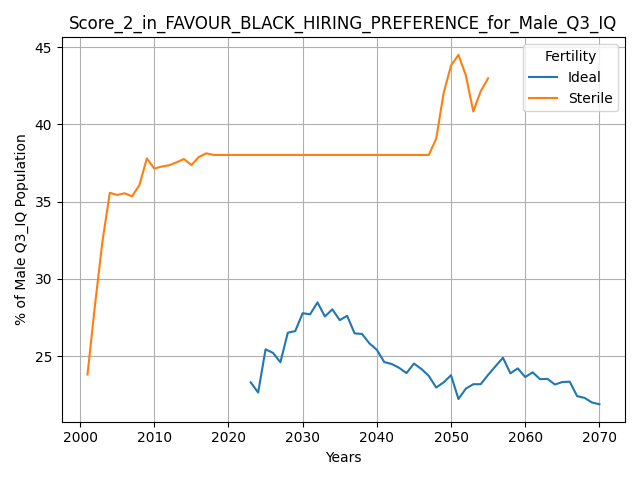 Score_2_in_FAVOUR_BLACK_HIRING_PREFERENCE_for_Male_Q3_IQ
Fertility
Ideal
Sterile
% of Male Q3_IQ Population
45
40
35
30
25
2000 2010 2020 2030 2040 2050 2060 2070
Years